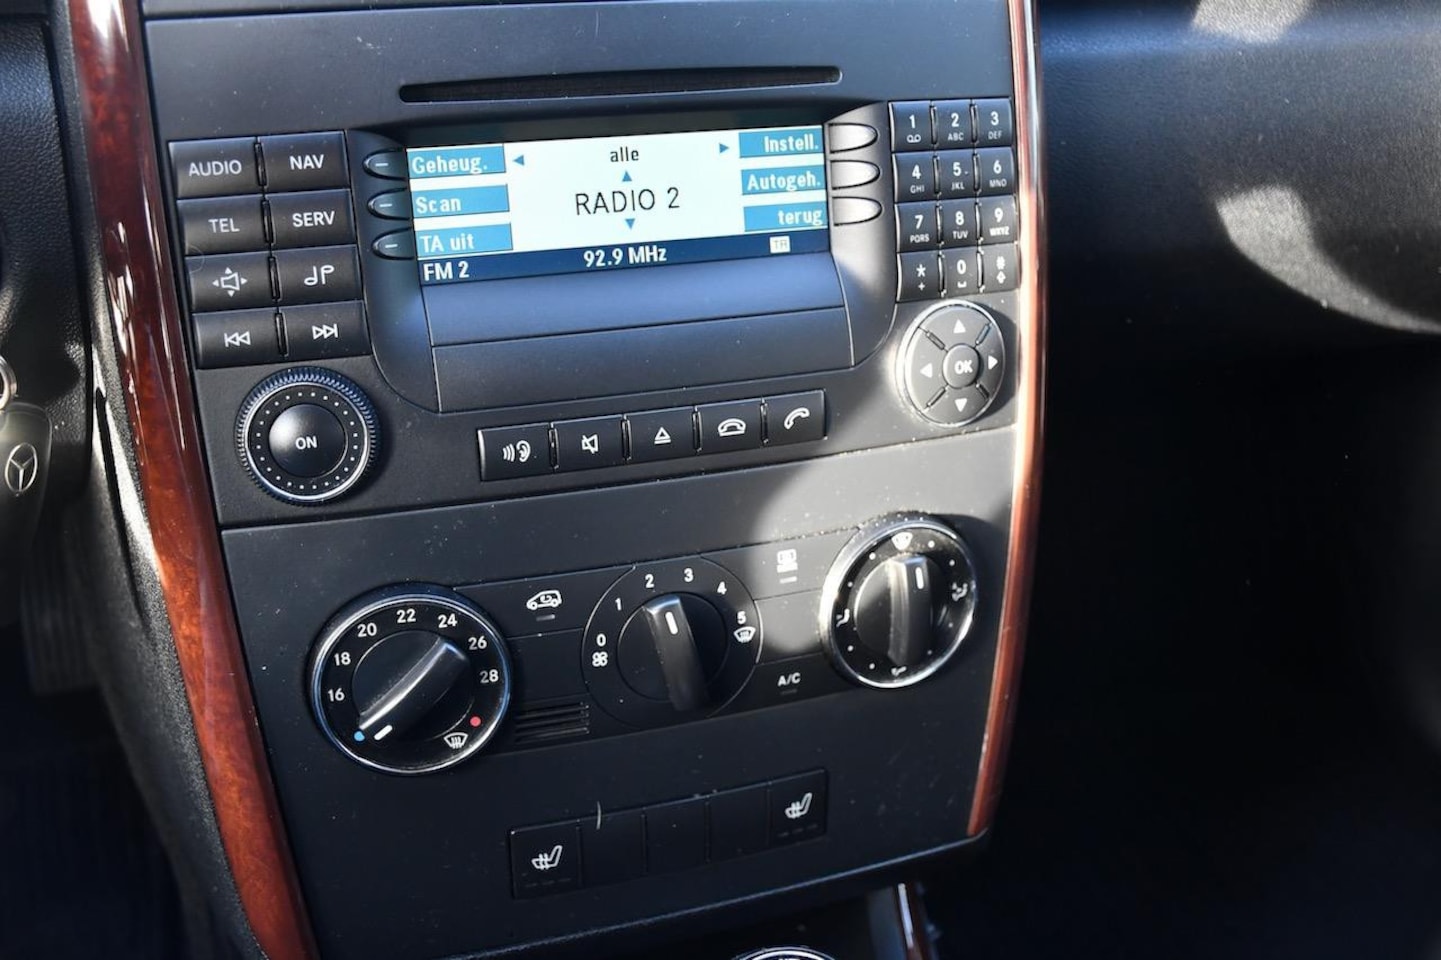 AUDIO NAV
TEL SERV
Geheug. alle Instell.
Scan RADIO 2 Autogeh.
TA uit terug
FM 2 92.9 MHz TP
1 2 ABC 3 DEF
4 GHI 5 JKL 6 MNO
7 PQRS 8 TUV 9 WXYZ
* + 0 #
OK
ON
16 18 20 22 24 26 28
0 1 2 3 4 5
A/C